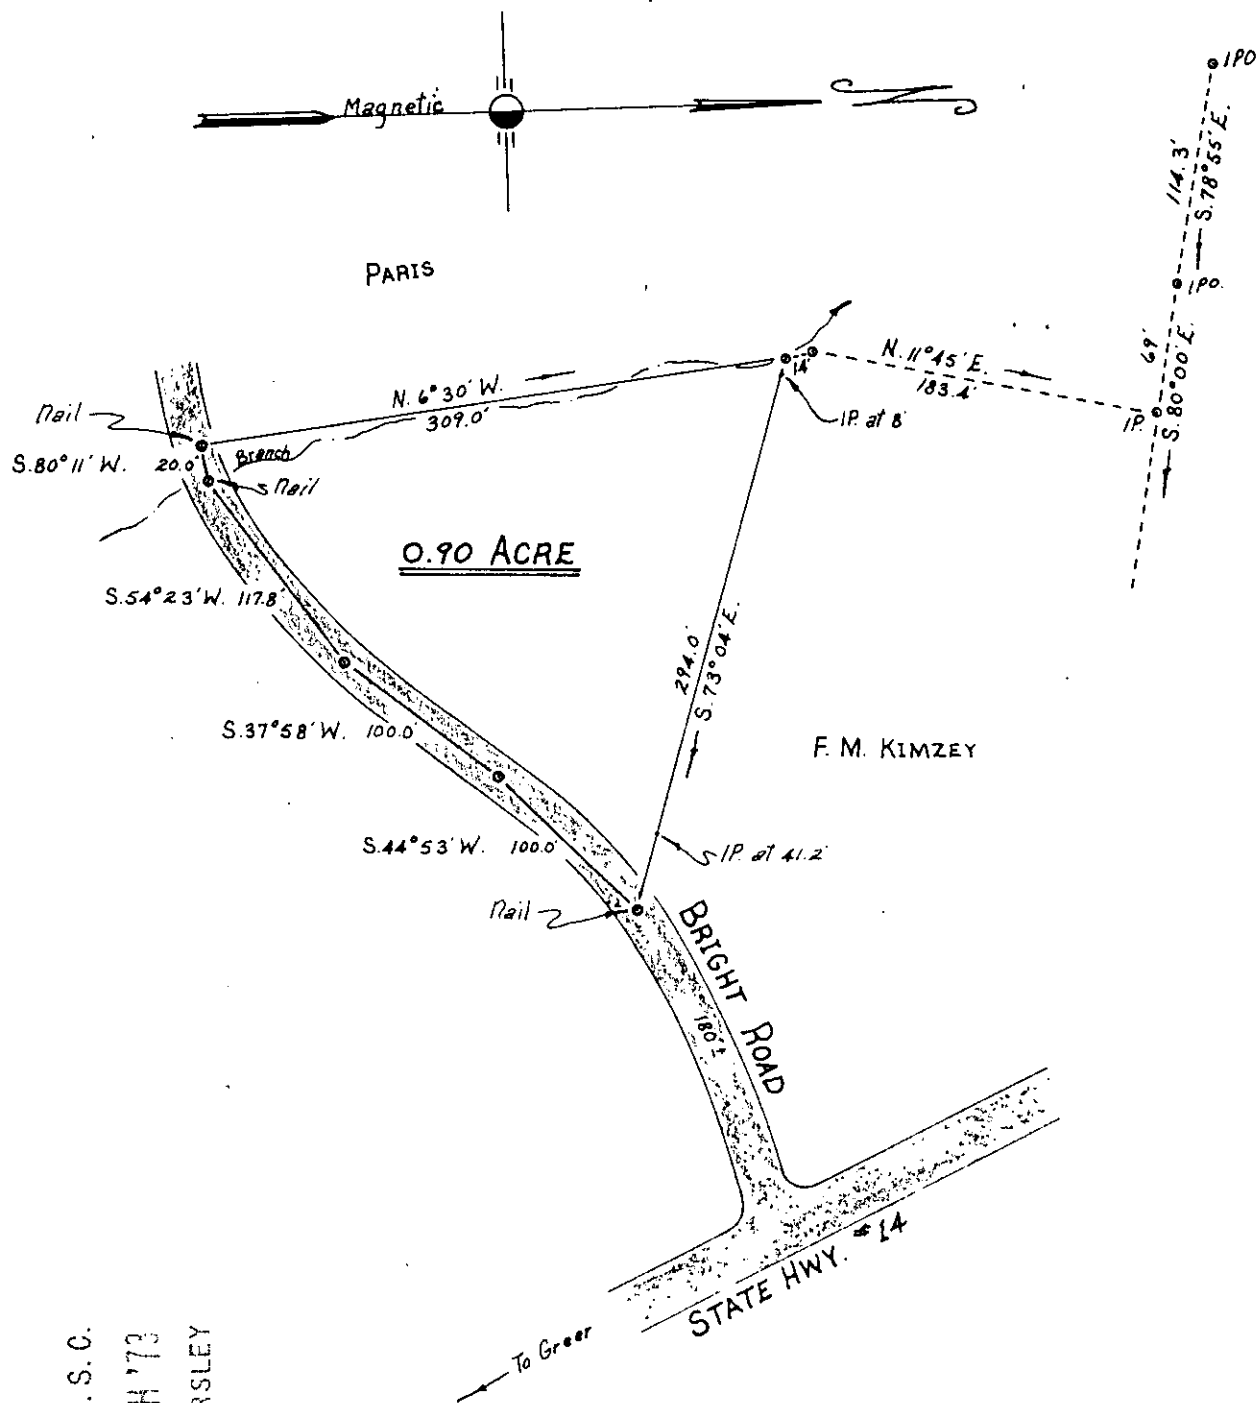 IPO
Magnetic
N
114.3'
S.78°55'E.
PARIS
IPO.
69'
S.80°00'E.
14'
N.11°45'E.
183.4'
IP.
IP. at 8'
N.6°30'W.
309.0'
Nail
S.80°11'W. 20.0'
Branch
Nail
0.90 ACRE
S.54°23'W. 117.8'
294.0'
S.73°04'E.
S.37°58'W. 100.0'
F. M. KIMZEY
S.44°53'W. 100.0'
IP. at 41.2'
Nail
BRIGHT ROAD
180'±
STATE HWY. #14
To Greer
. S. C.
H '73
RSLEY